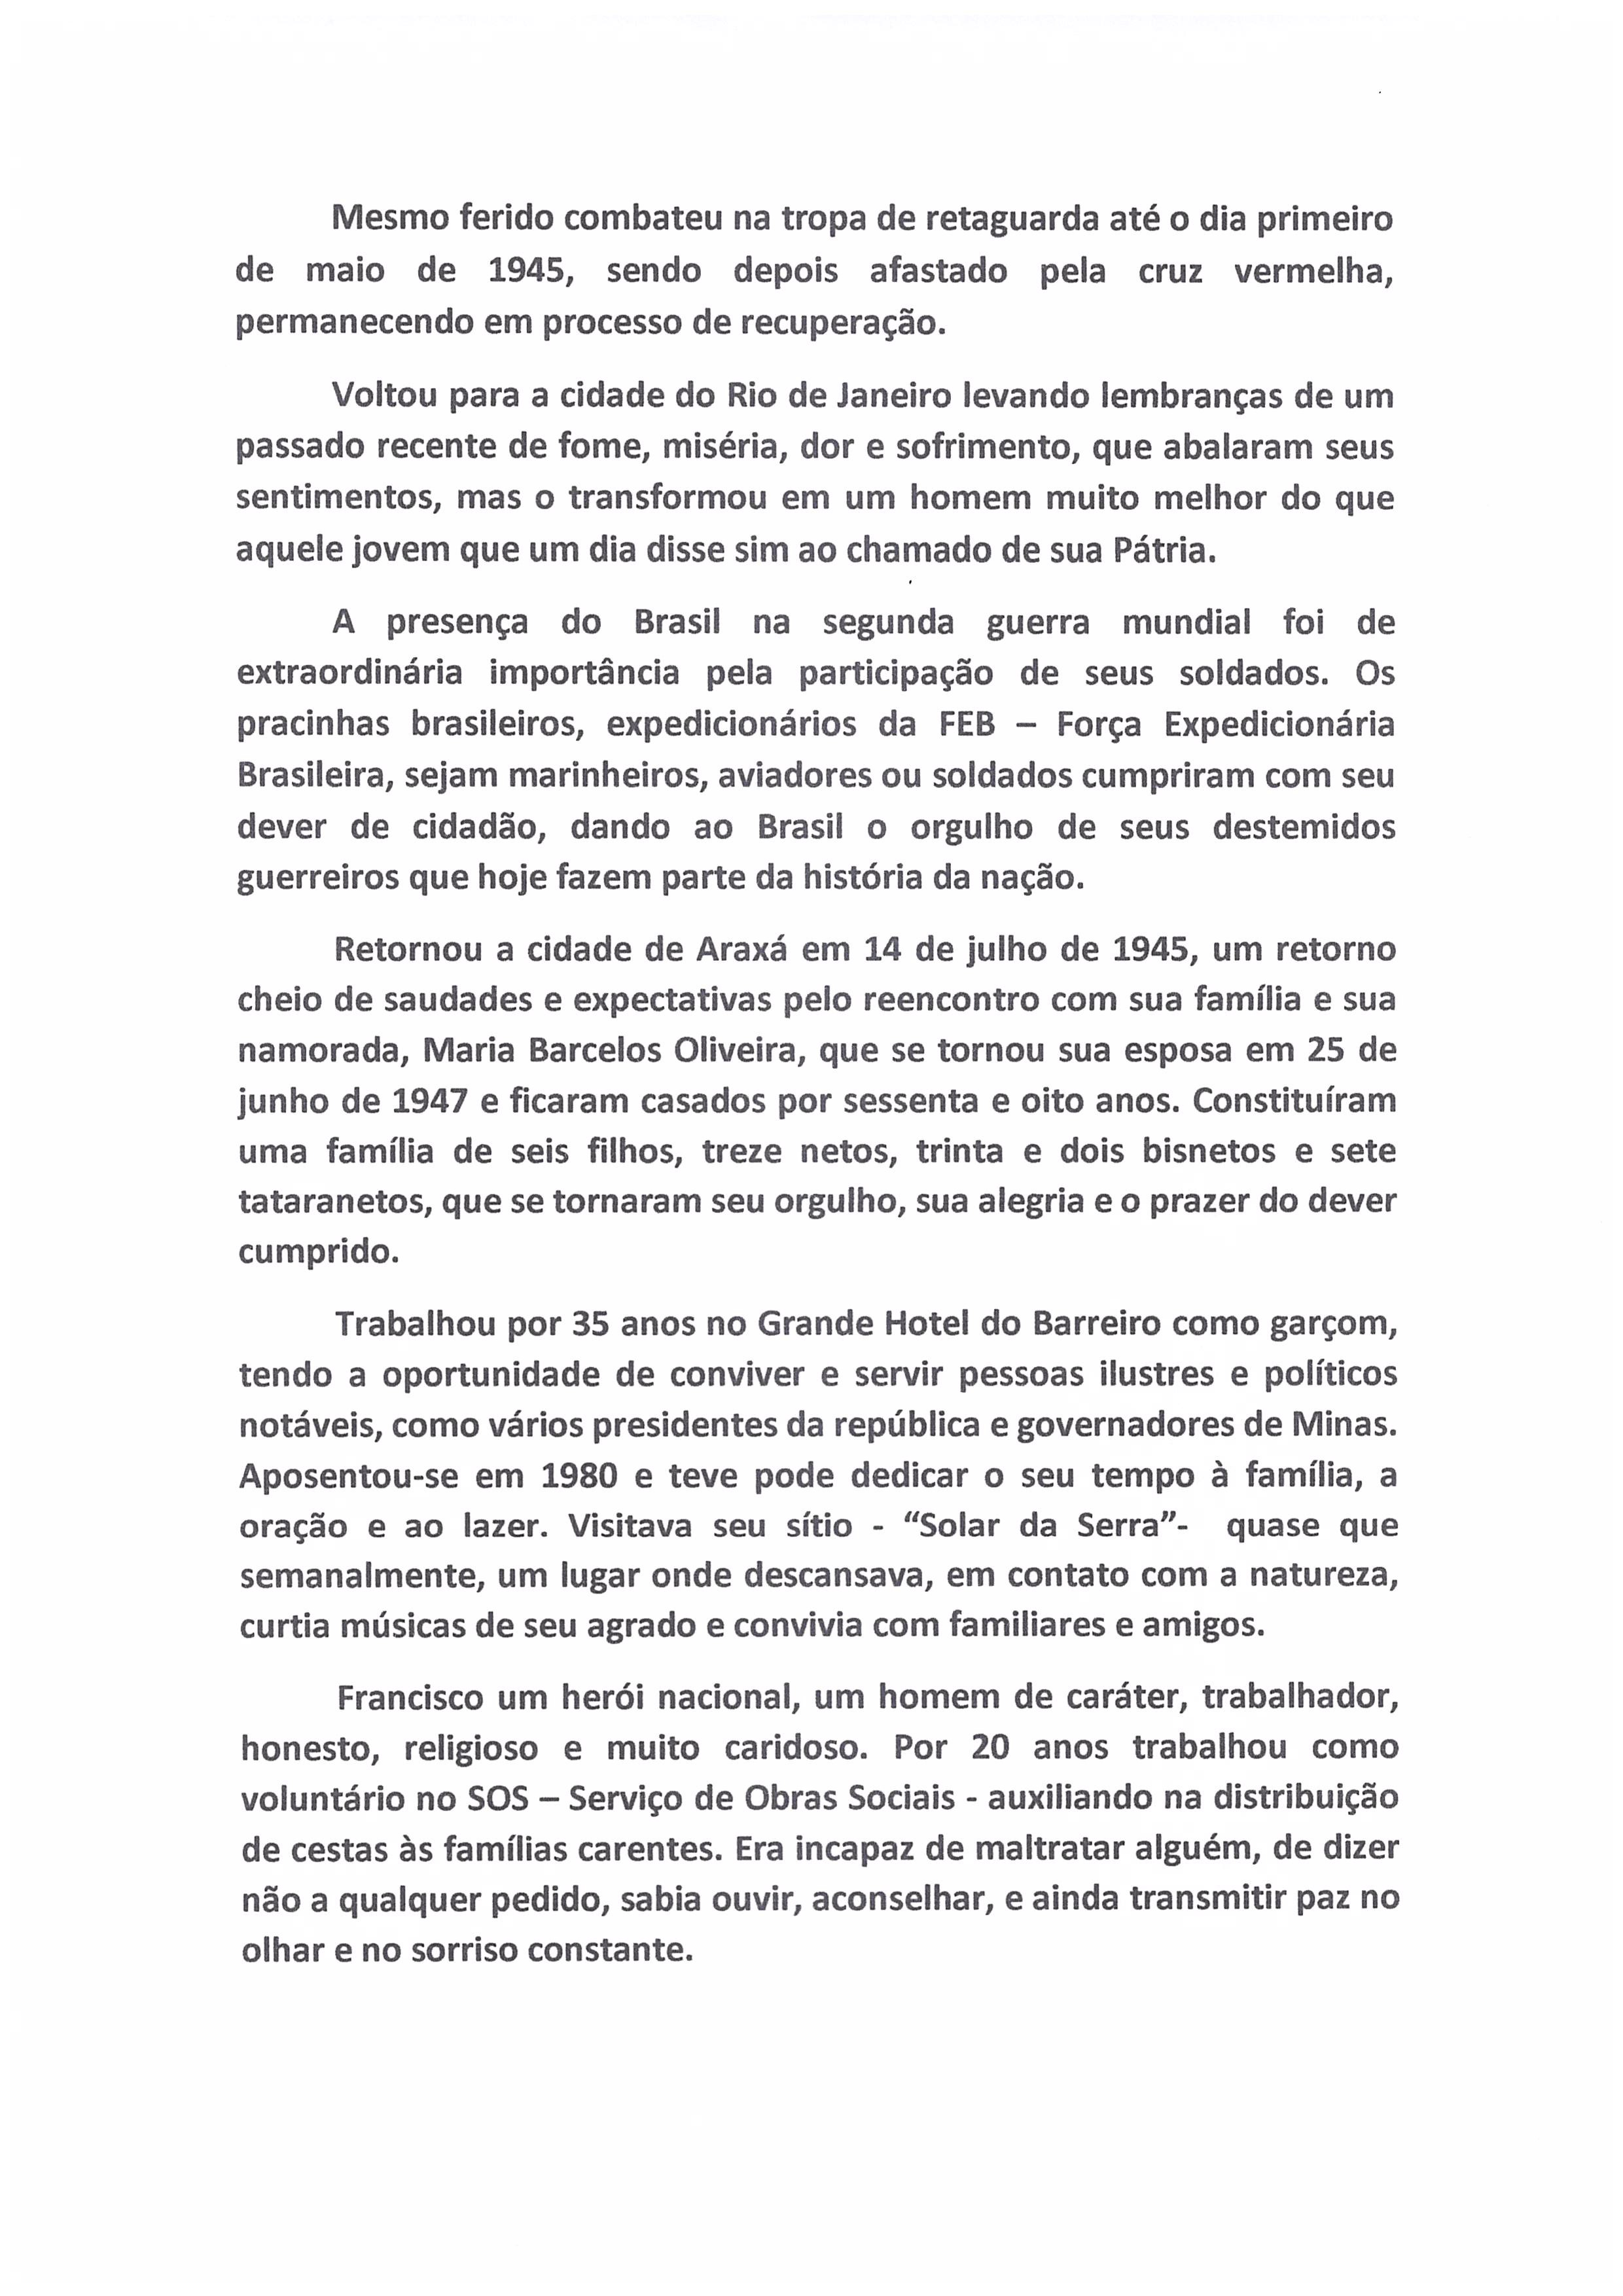 Mesmo ferido combateu na tropa de retaguarda até o dia primeiro
de maio de 1945, sendo depois afastado pela cruz vermelha,
permanecendo em processo de recuperação.
Voltou para a cidade do Rio de Janeiro levando lembranças de um
passado recente de fome, miséria, dor e sofrimento, que abalaram seus
sentimentos, mas o transformou em um homem muito melhor do que
aquele jovem que um dia disse sim ao chamado de sua Pátria.
A presença do Brasil na segunda guerra mundial foi de
extraordinária importância pela participação de seus soldados. Os
pracinhas brasileiros, expedicionários da FEB – Força Expedicionária
Brasileira, sejam marinheiros, aviadores ou soldados cumpriram com seu
dever de cidadão, dando ao Brasil o orgulho de seus destemidos
guerreiros que hoje fazem parte da história da nação.
Retornou a cidade de Araxá em 14 de julho de 1945, um retorno
cheio de saudades e expectativas pelo reencontro com sua família e sua
namorada, Maria Barcelos Oliveira, que se tornou sua esposa em 25 de
junho de 1947 e ficaram casados por sessenta e oito anos. Constituíram
uma família de seis filhos, treze netos, trinta e dois bisnetos e sete
tataranetos, que se tornaram seu orgulho, sua alegria e o prazer do dever
cumprido.
Trabalhou por 35 anos no Grande Hotel do Barreiro como garçom,
tendo a oportunidade de conviver e servir pessoas ilustres e políticos
notáveis, como vários presidentes da república e governadores de Minas.
Aposentou-se em 1980 e teve pode dedicar o seu tempo à família, a
oração e ao lazer. Visitava seu sítio - “Solar da Serra”- quase que
semanalmente, um lugar onde descansava, em contato com a natureza,
curtia músicas de seu agrado e convivia com familiares e amigos.
Francisco um herói nacional, um homem de caráter, trabalhador,
honesto, religioso e muito caridoso. Por 20 anos trabalhou como
voluntário no SOS – Serviço de Obras Sociais - auxiliando na distribuição
de cestas às famílias carentes. Era incapaz de maltratar alguém, de dizer
não a qualquer pedido, sabia ouvir, aconselhar, e ainda transmitir paz no
olhar e no sorriso constante.